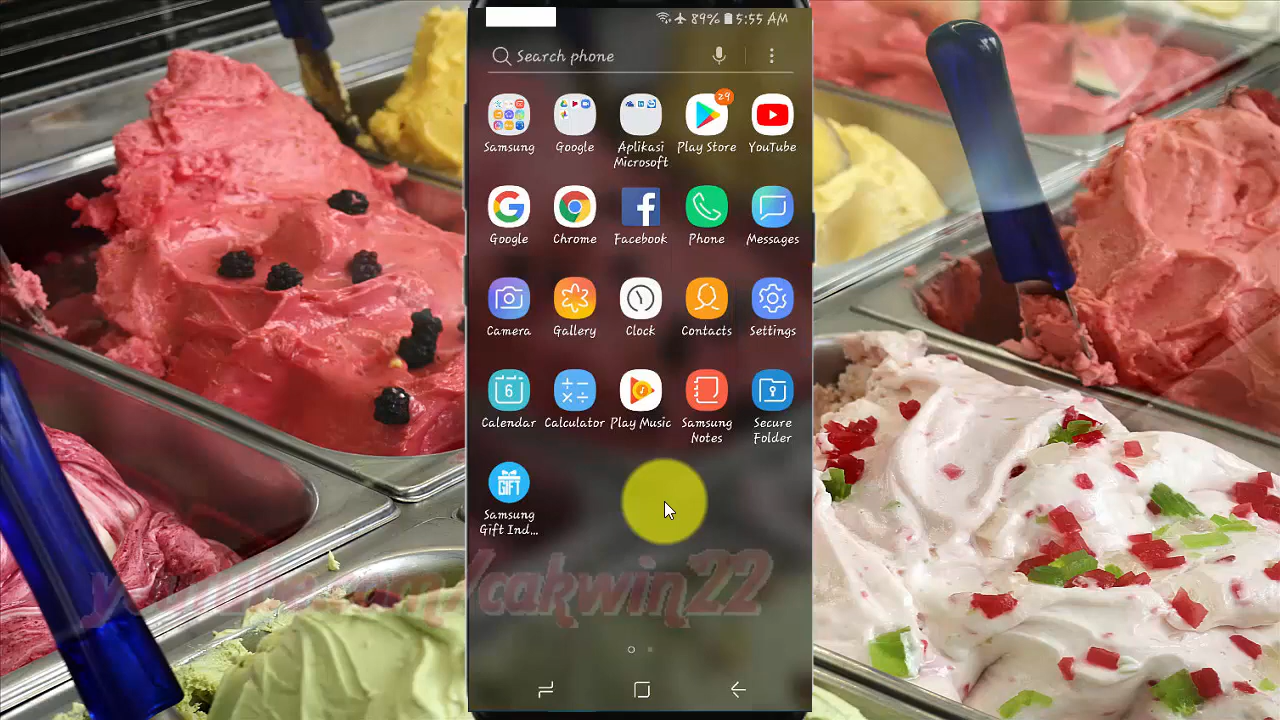 89% 5:55 AM
Search phone
29
Samsung Google Aplikasi Microsoft Play Store YouTube
Google Chrome Facebook Phone Messages
Camera Gallery Clock Contacts Settings
6
Calendar Calculator Play Music Samsung Notes Secure Folder
GIFT
Samsung Gift Ind...
youtube.com/cakwin22